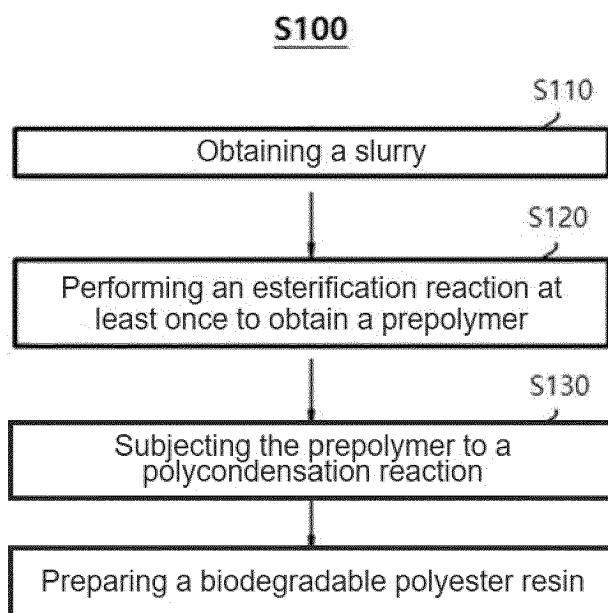 S100
S110
Obtaining a slurry
S120
Performing an esterification reaction at
least once to obtain a prepolymer
S130
Subjecting the prepolymer to a
polycondensation reaction
Preparing a biodegradable polyester resin